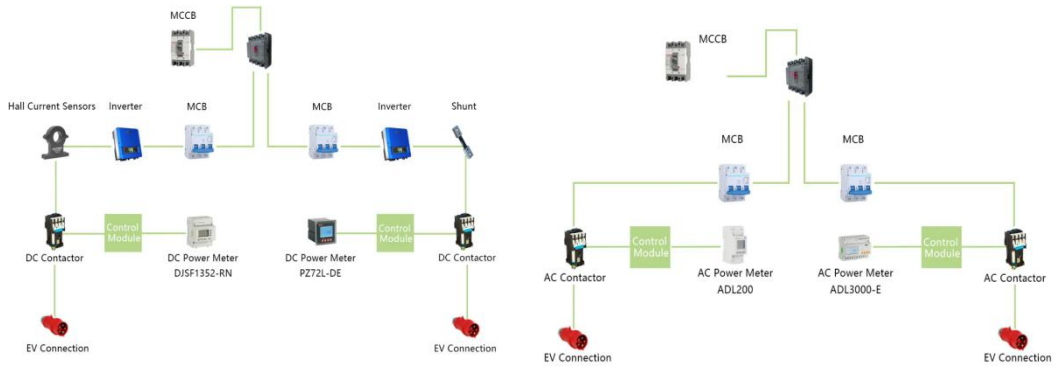 MCCB
Hall Current Sensors
Inverter
MCB
MCB
Inverter
Shunt
DC Contactor
Control
Module
DC Power Meter
DJSF1352-RN
DC Power Meter
PZ72L-DE
Control
Module
DC Contactor
EV Connection
EV Connection
MCCB
MCB
MCB
AC Contactor
Control
Module
AC Power Meter
ADL200
AC Power Meter
ADL3000-E
Control
Module
AC Contactor
EV Connection
EV Connection